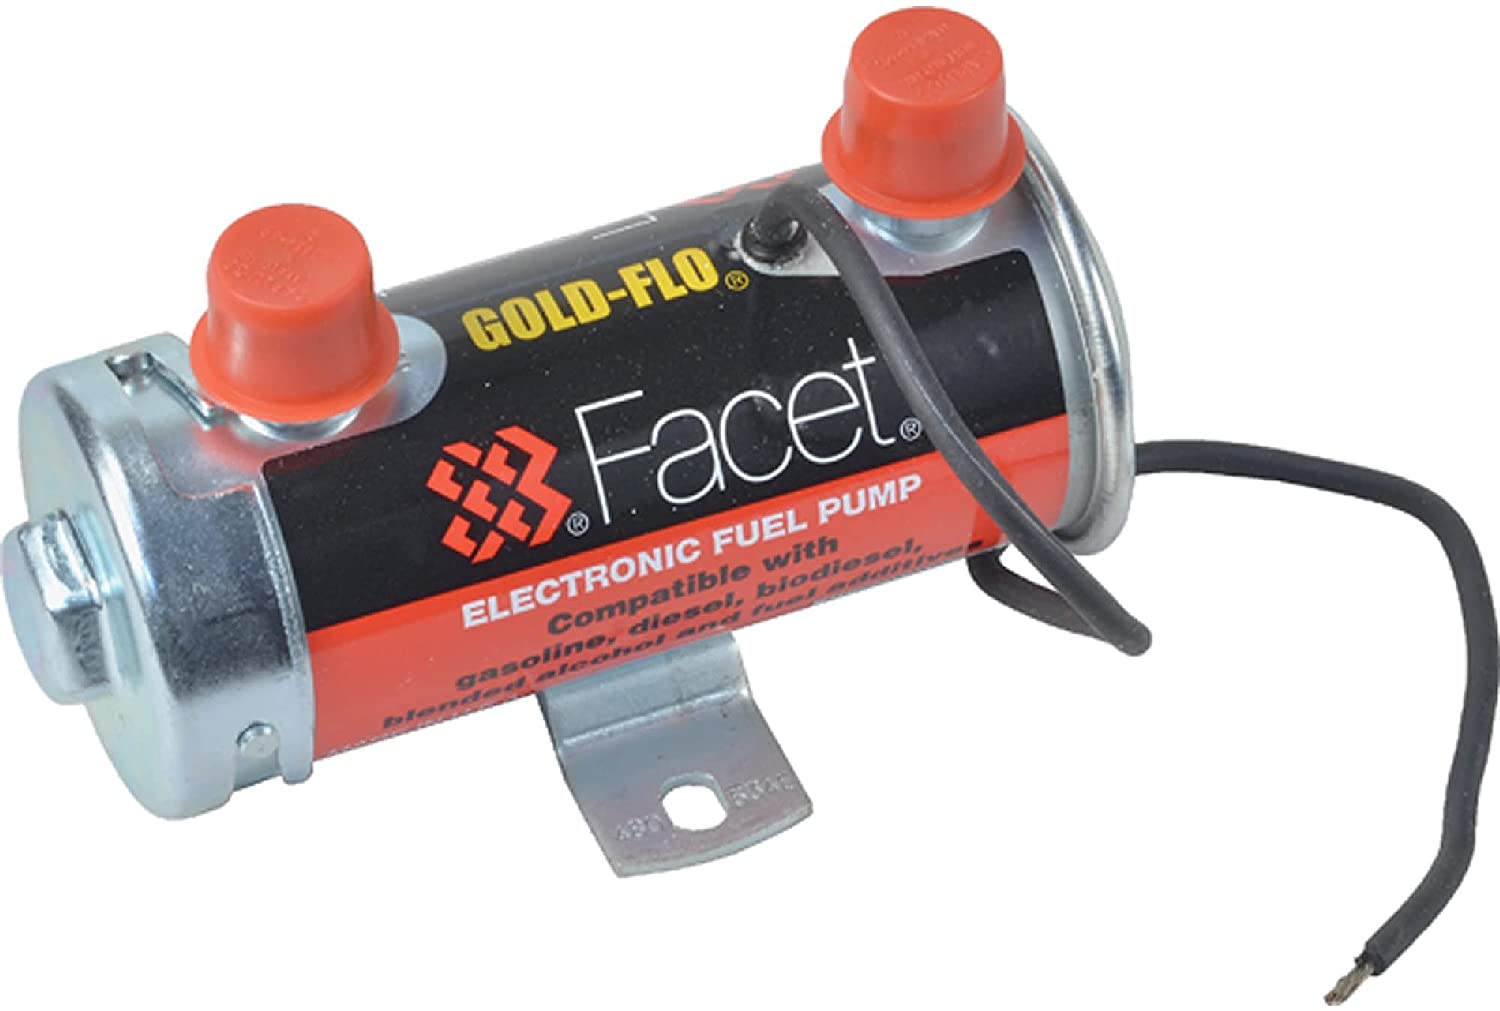 GOLD-FLO®
®Facet®
ELECTRONIC FUEL PUMP
Compatible with
gasoline, diesel, biodiesel,
blended alcohol and fuel additives